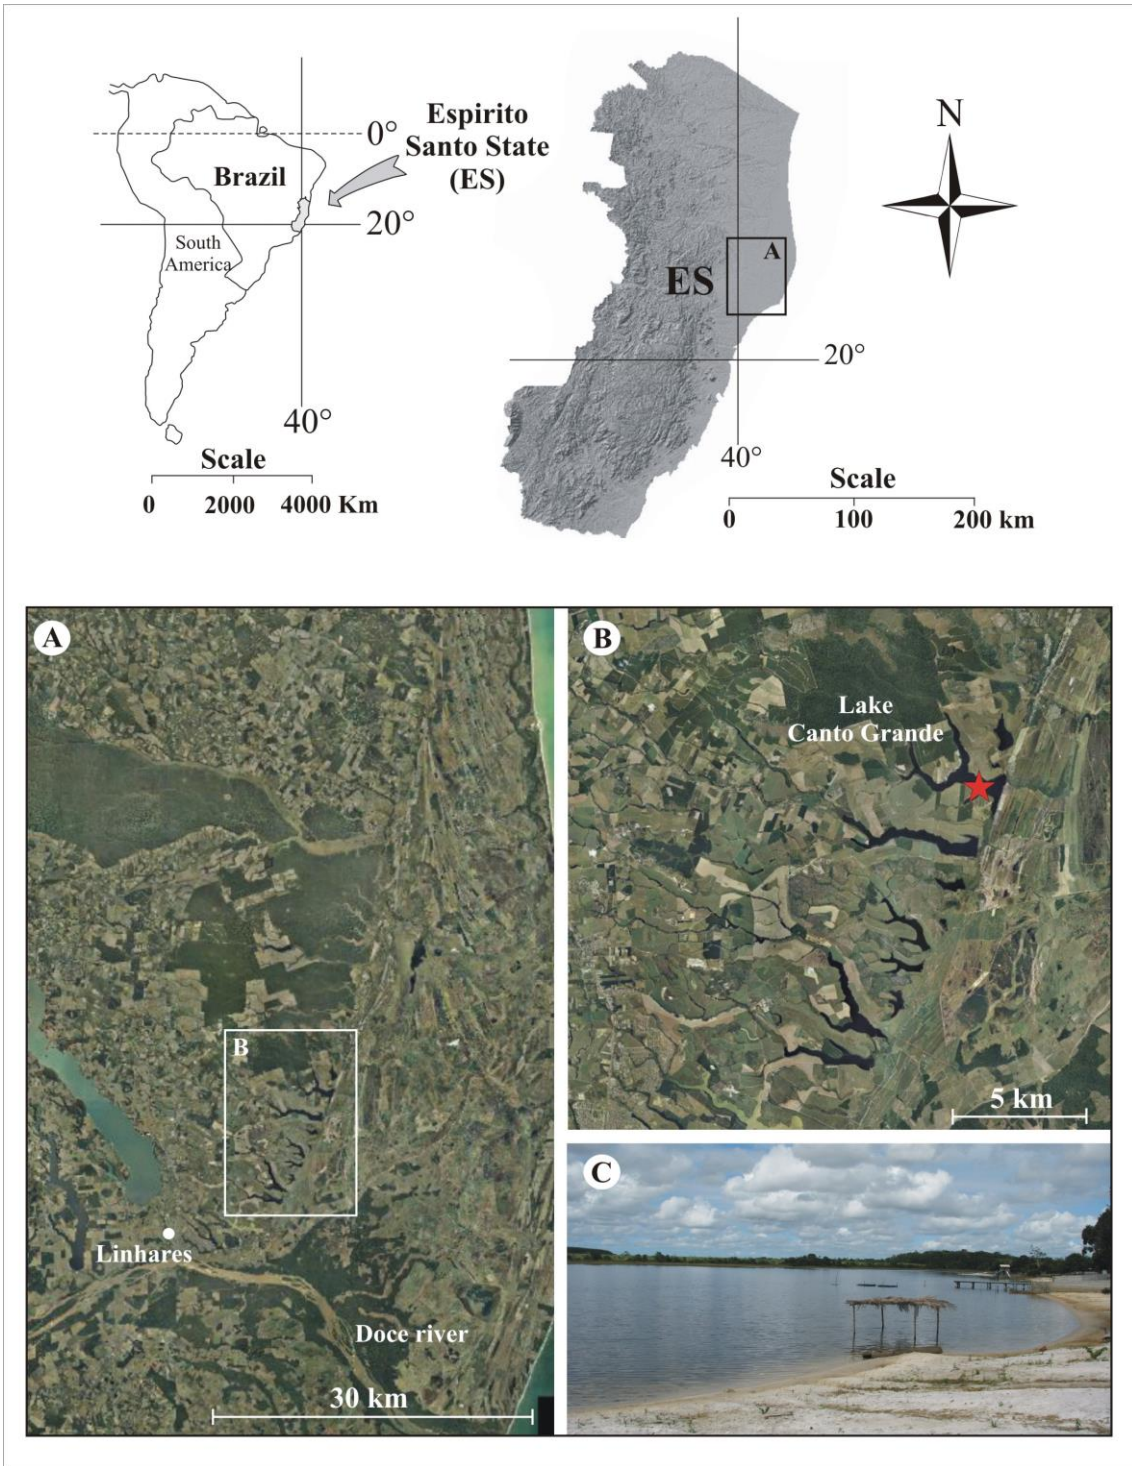 Espirito
Santo State
(ES)
0°
Brazil
20°
South
America
40°
Scale
0 2000 4000 Km
N
A
ES
20°
40°
Scale
0 100 200 km
A
B
Linhares
Doce river
30 km
B
Lake
Canto Grande
5 km
C